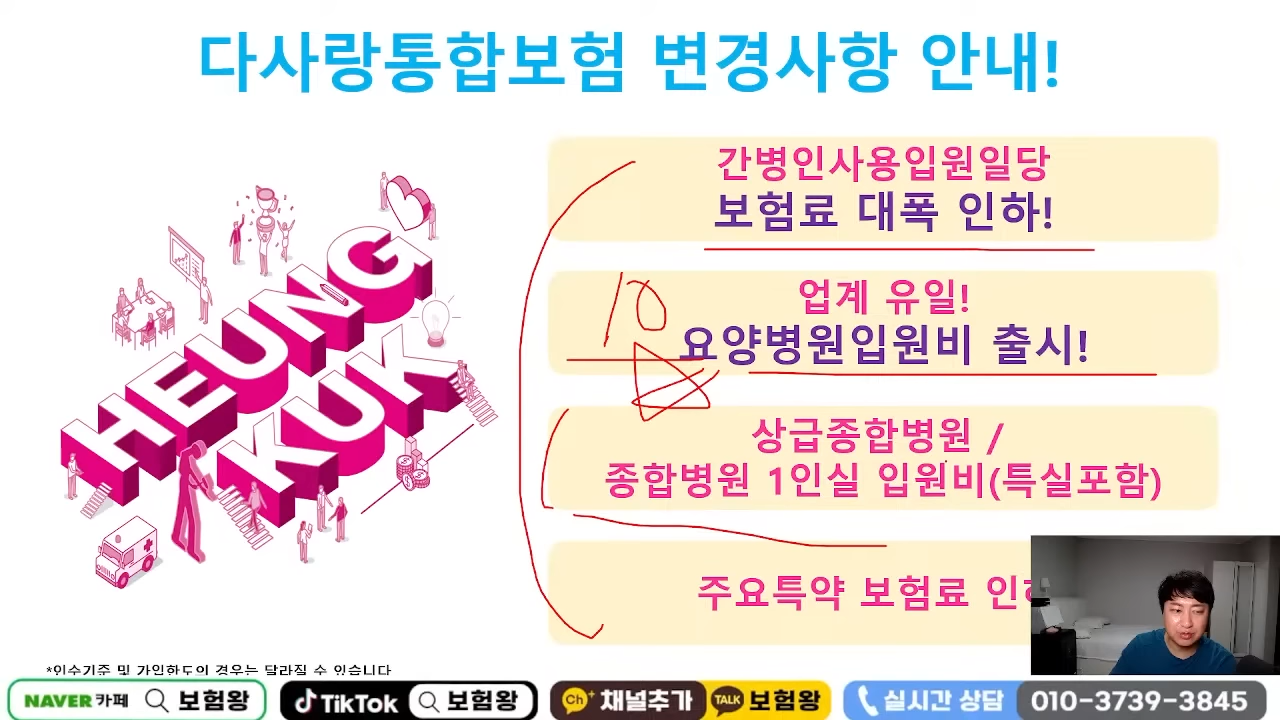 다사랑통합보험 변경사항 안내!
간병인사용입원일당
보험료 대폭 인하!
10
업계 유일!
요양병원입원비 출시!
상급종합병원 /
종합병원 1인실 입원비(특실포함)
주요특약 보험료
HEUNG
KUK
*인수기준 및 가입한도의 경우는 달라질 수 있습니다
NAVER 카페 보험왕
TikTok 보험왕
Ch+ 채널추가 TALK 보험왕
실시간 상담 010-3739-3845